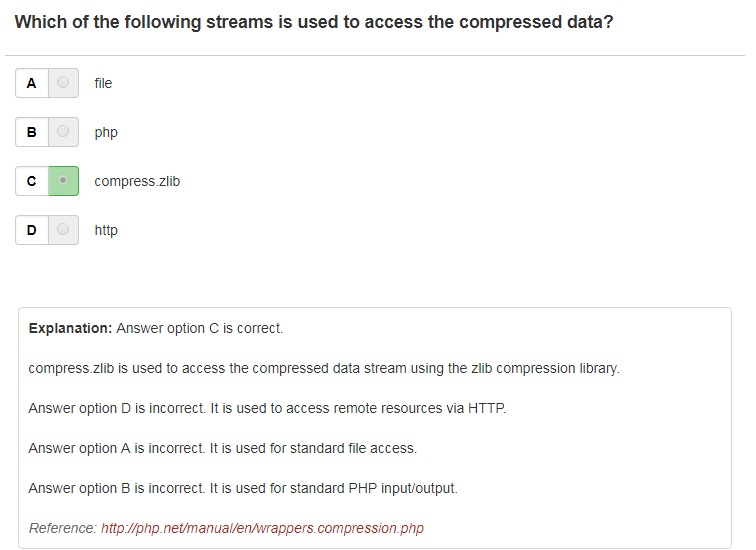 Which of the following streams is used to access the compressed data?
A file
B php
C compress.zlib
D http
Explanation: Answer option C is correct.
compress.zlib is used to access the compressed data stream using the zlib compression library.
Answer option D is incorrect. It is used to access remote resources via HTTP.
Answer option A is incorrect. It is used for standard file access.
Answer option B is incorrect. It is used for standard PHP input/output.
Reference: http://php.net/manual/en/wrappers.compression.php